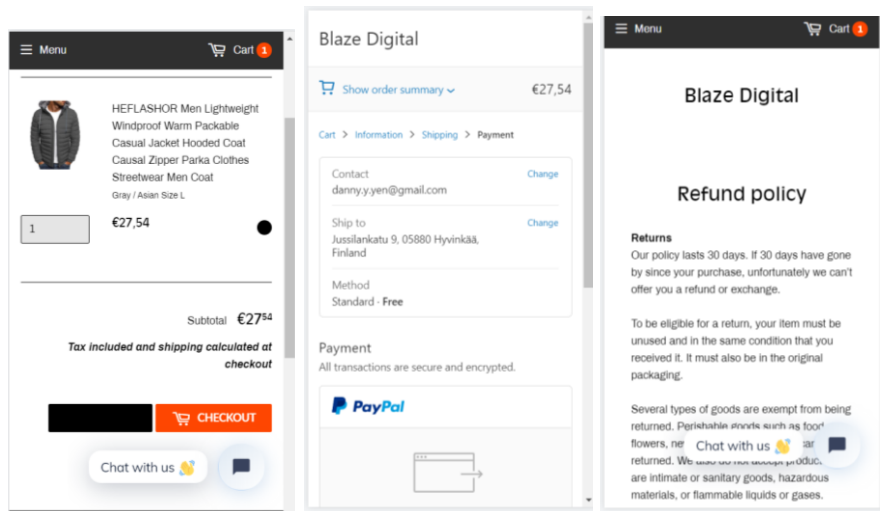 Menu
Cart 1
HEFLASHOR Men Lightweight
Windproof Warm Packable
Casual Jacket Hooded Coat
Causal Zipper Parka Clothes
Streetwear Men Coat
Gray / Asian Size L
1
€27,54
Subtotal €27⁵⁴
Tax included and shipping calculated at
checkout
CHECKOUT
Chat with us 👋
Blaze Digital
Show order summary
€27,54
Cart > Information > Shipping > Payment
Contact
Change
danny.y.yen@gmail.com
Ship to
Change
Jussilankatu 9, 05880 Hyvinkää,
Finland
Method
Standard · Free
Payment
All transactions are secure and encrypted.
PayPal
Menu
Cart 1
Blaze Digital
Refund policy
Returns
Our policy lasts 30 days. If 30 days have gone
by since your purchase, unfortunately we can't
offer you a refund or exchange.
To be eligible for a return, your item must be
unused and in the same condition that you
received it. It must also be in the original
packaging.
Several types of goods are exempt from being
returned. Perishable goods such as food,
flowers,
Chat with us 👋
returned. We also do not accept
are intimate or sanitary goods, hazardous
materials, or flammable liquids or gases.